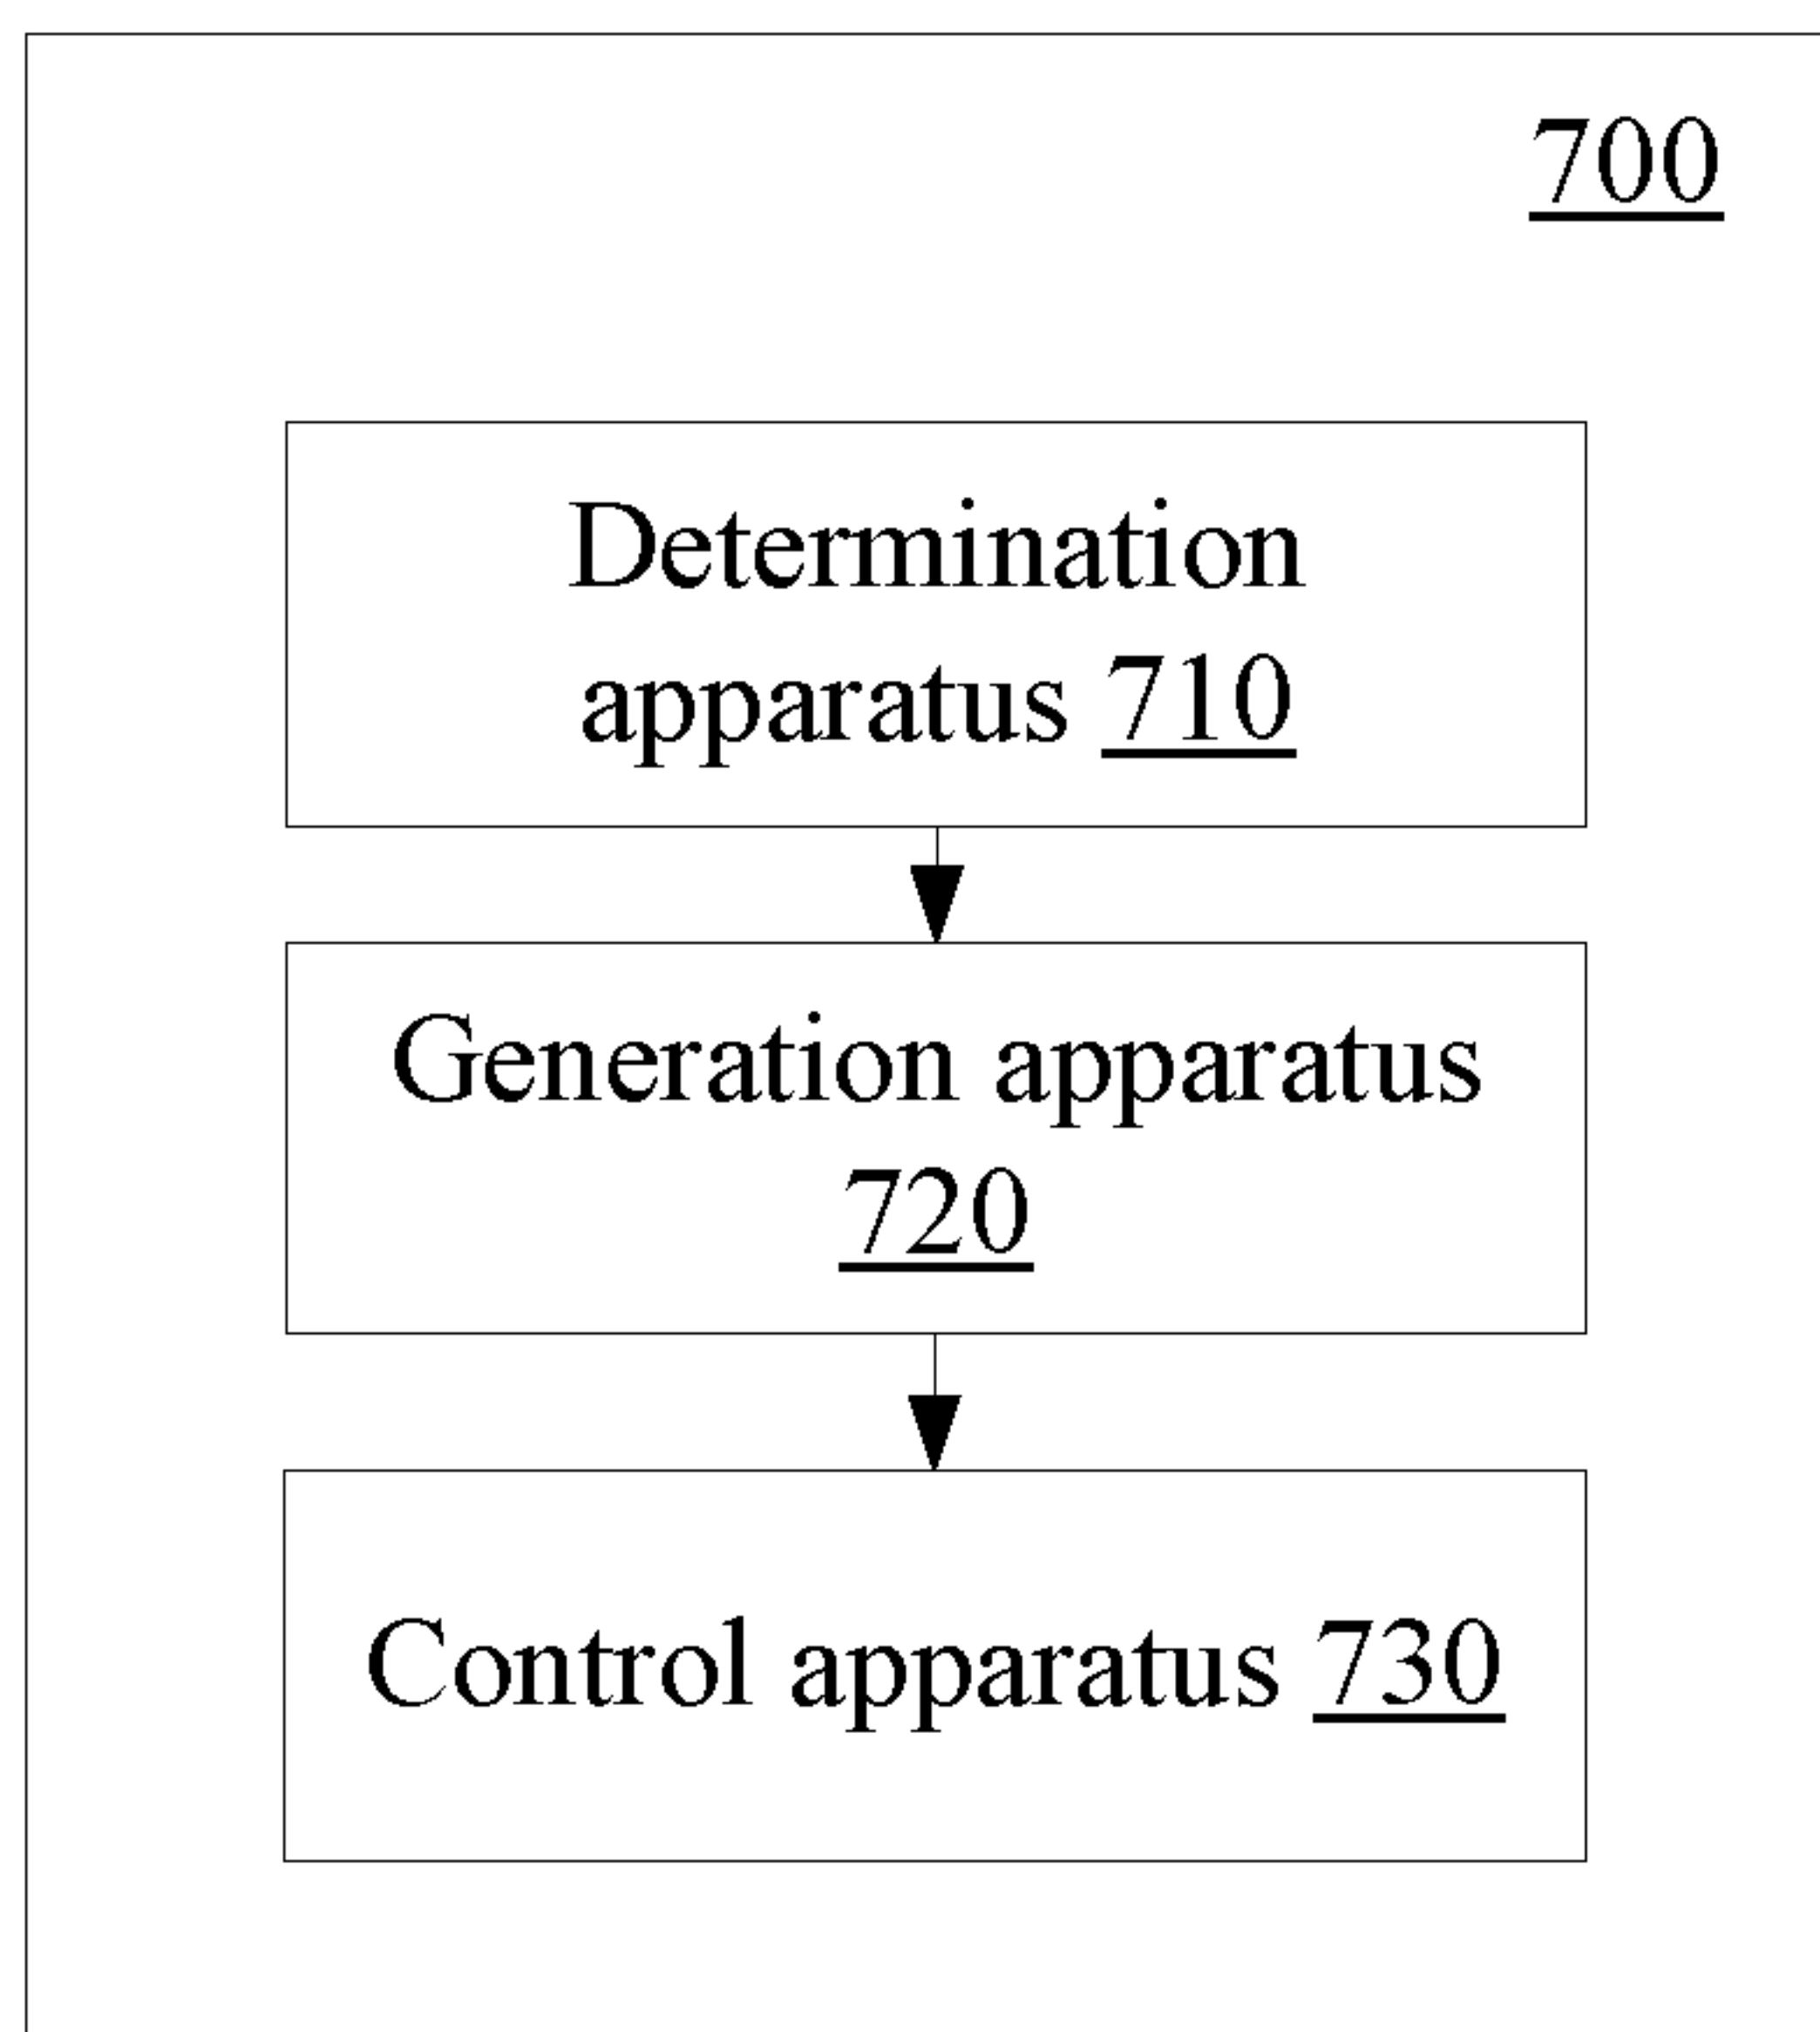 700
Determination
apparatus 710
Generation apparatus
720
Control apparatus 730